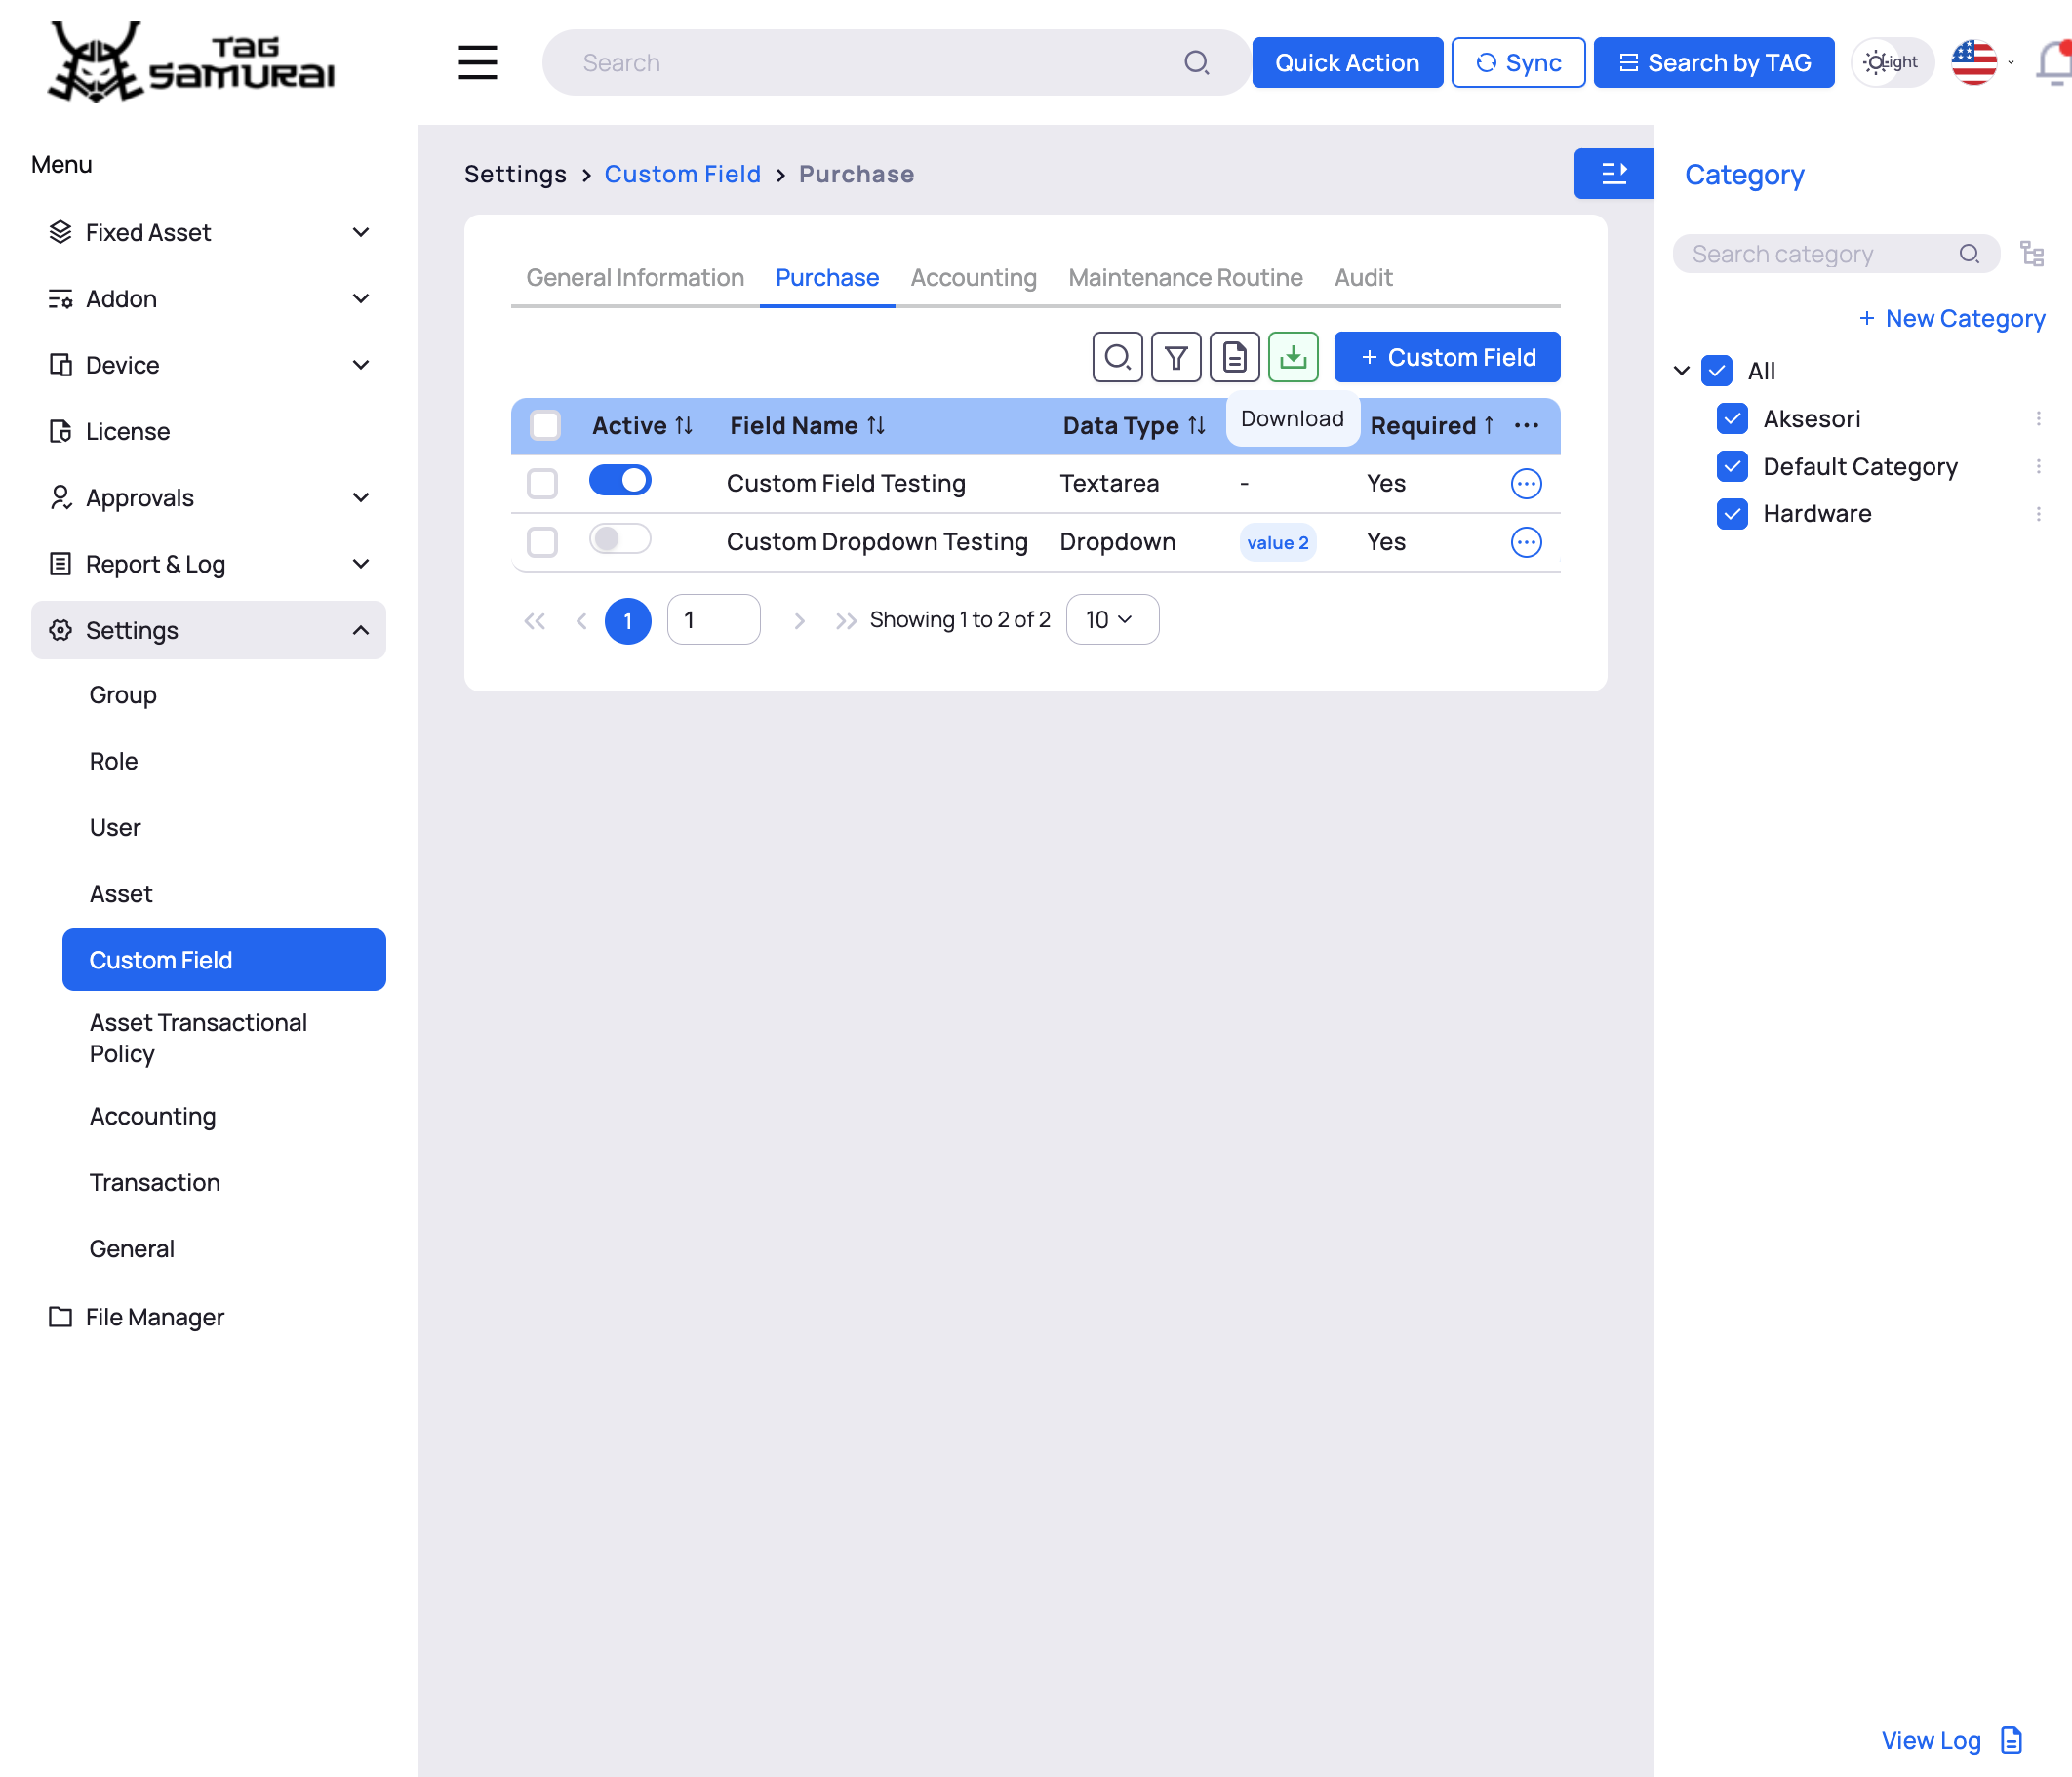 TAG
SAMURAI
Search
Quick Action
Sync
Search by TAG
Light
Menu
Fixed Asset
Addon
Device
License
Approvals
Report & Log
Settings
Group
Role
User
Asset
Custom Field
Asset Transactional
Policy
Accounting
Transaction
General
File Manager
Settings > Custom Field > Purchase
General Information Purchase Accounting Maintenance Routine Audit
+ Custom Field
Download
Active Field Name Data Type Required ...
Custom Field Testing Textarea - Yes
Custom Dropdown Testing Dropdown value 2 Yes
1 1 Showing 1 to 2 of 2 10
Category
Search category
+ New Category
All
Aksesori
Default Category
Hardware
View Log